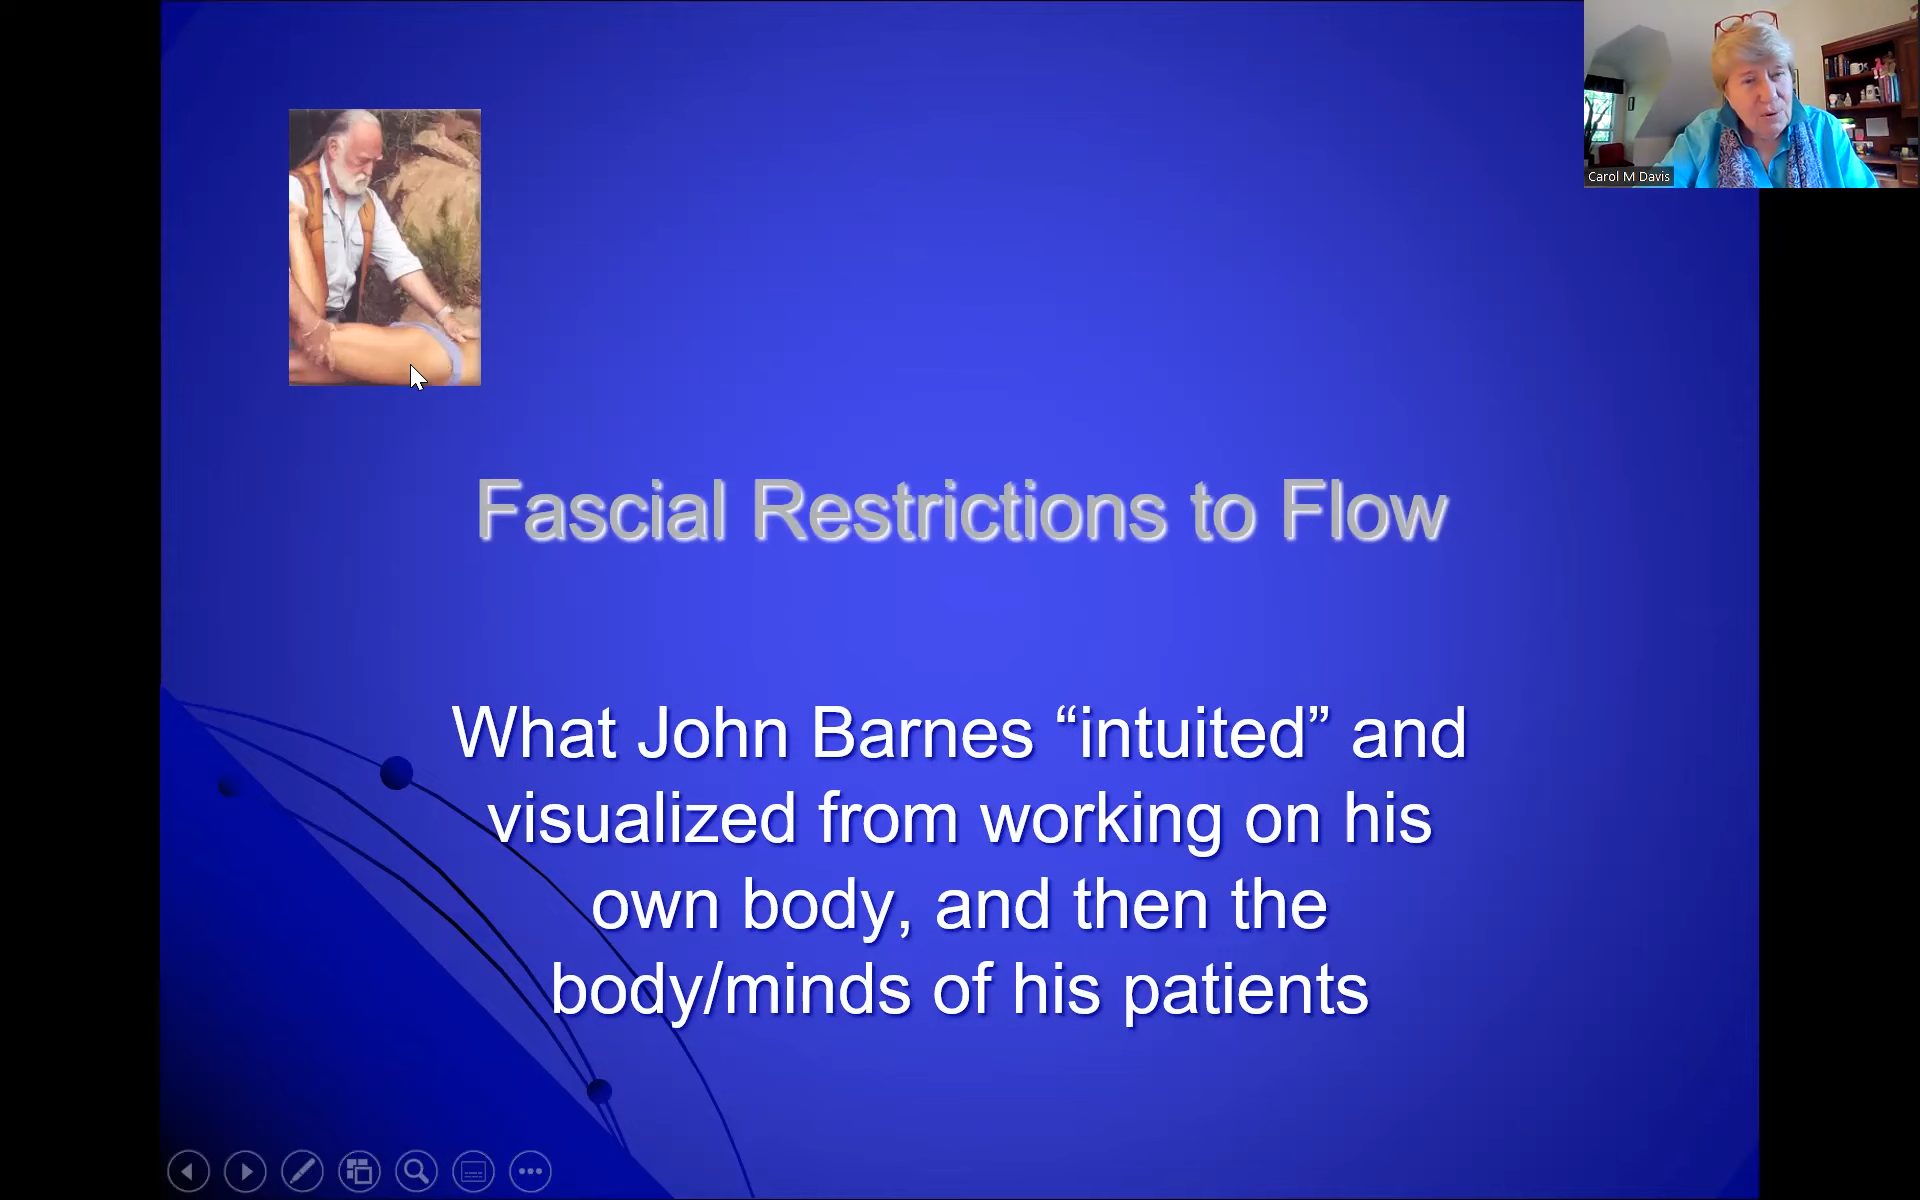 Carol M Davis
Fascial Restrictions to Flow
What John Barnes “intuited” and
visualized from working on his
own body, and then the
body/minds of his patients